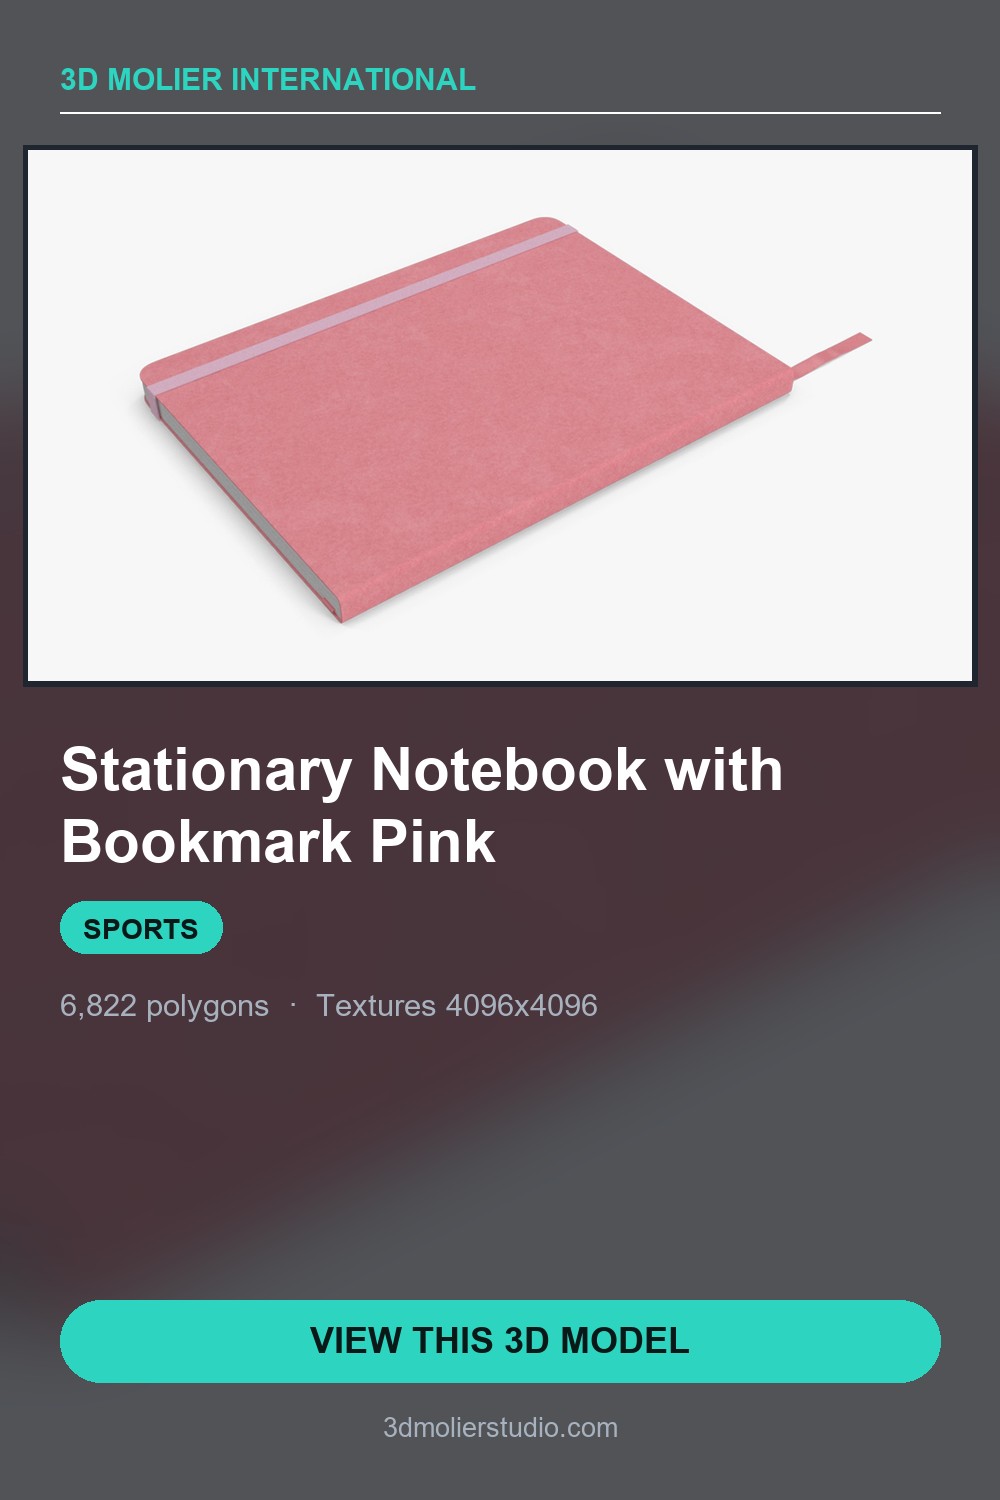 3D MOLIER INTERNATIONAL
Stationary Notebook with
Bookmark Pink
SPORTS
6,822 polygons · Textures 4096x4096
VIEW THIS 3D MODEL
3dmolierstudio.com